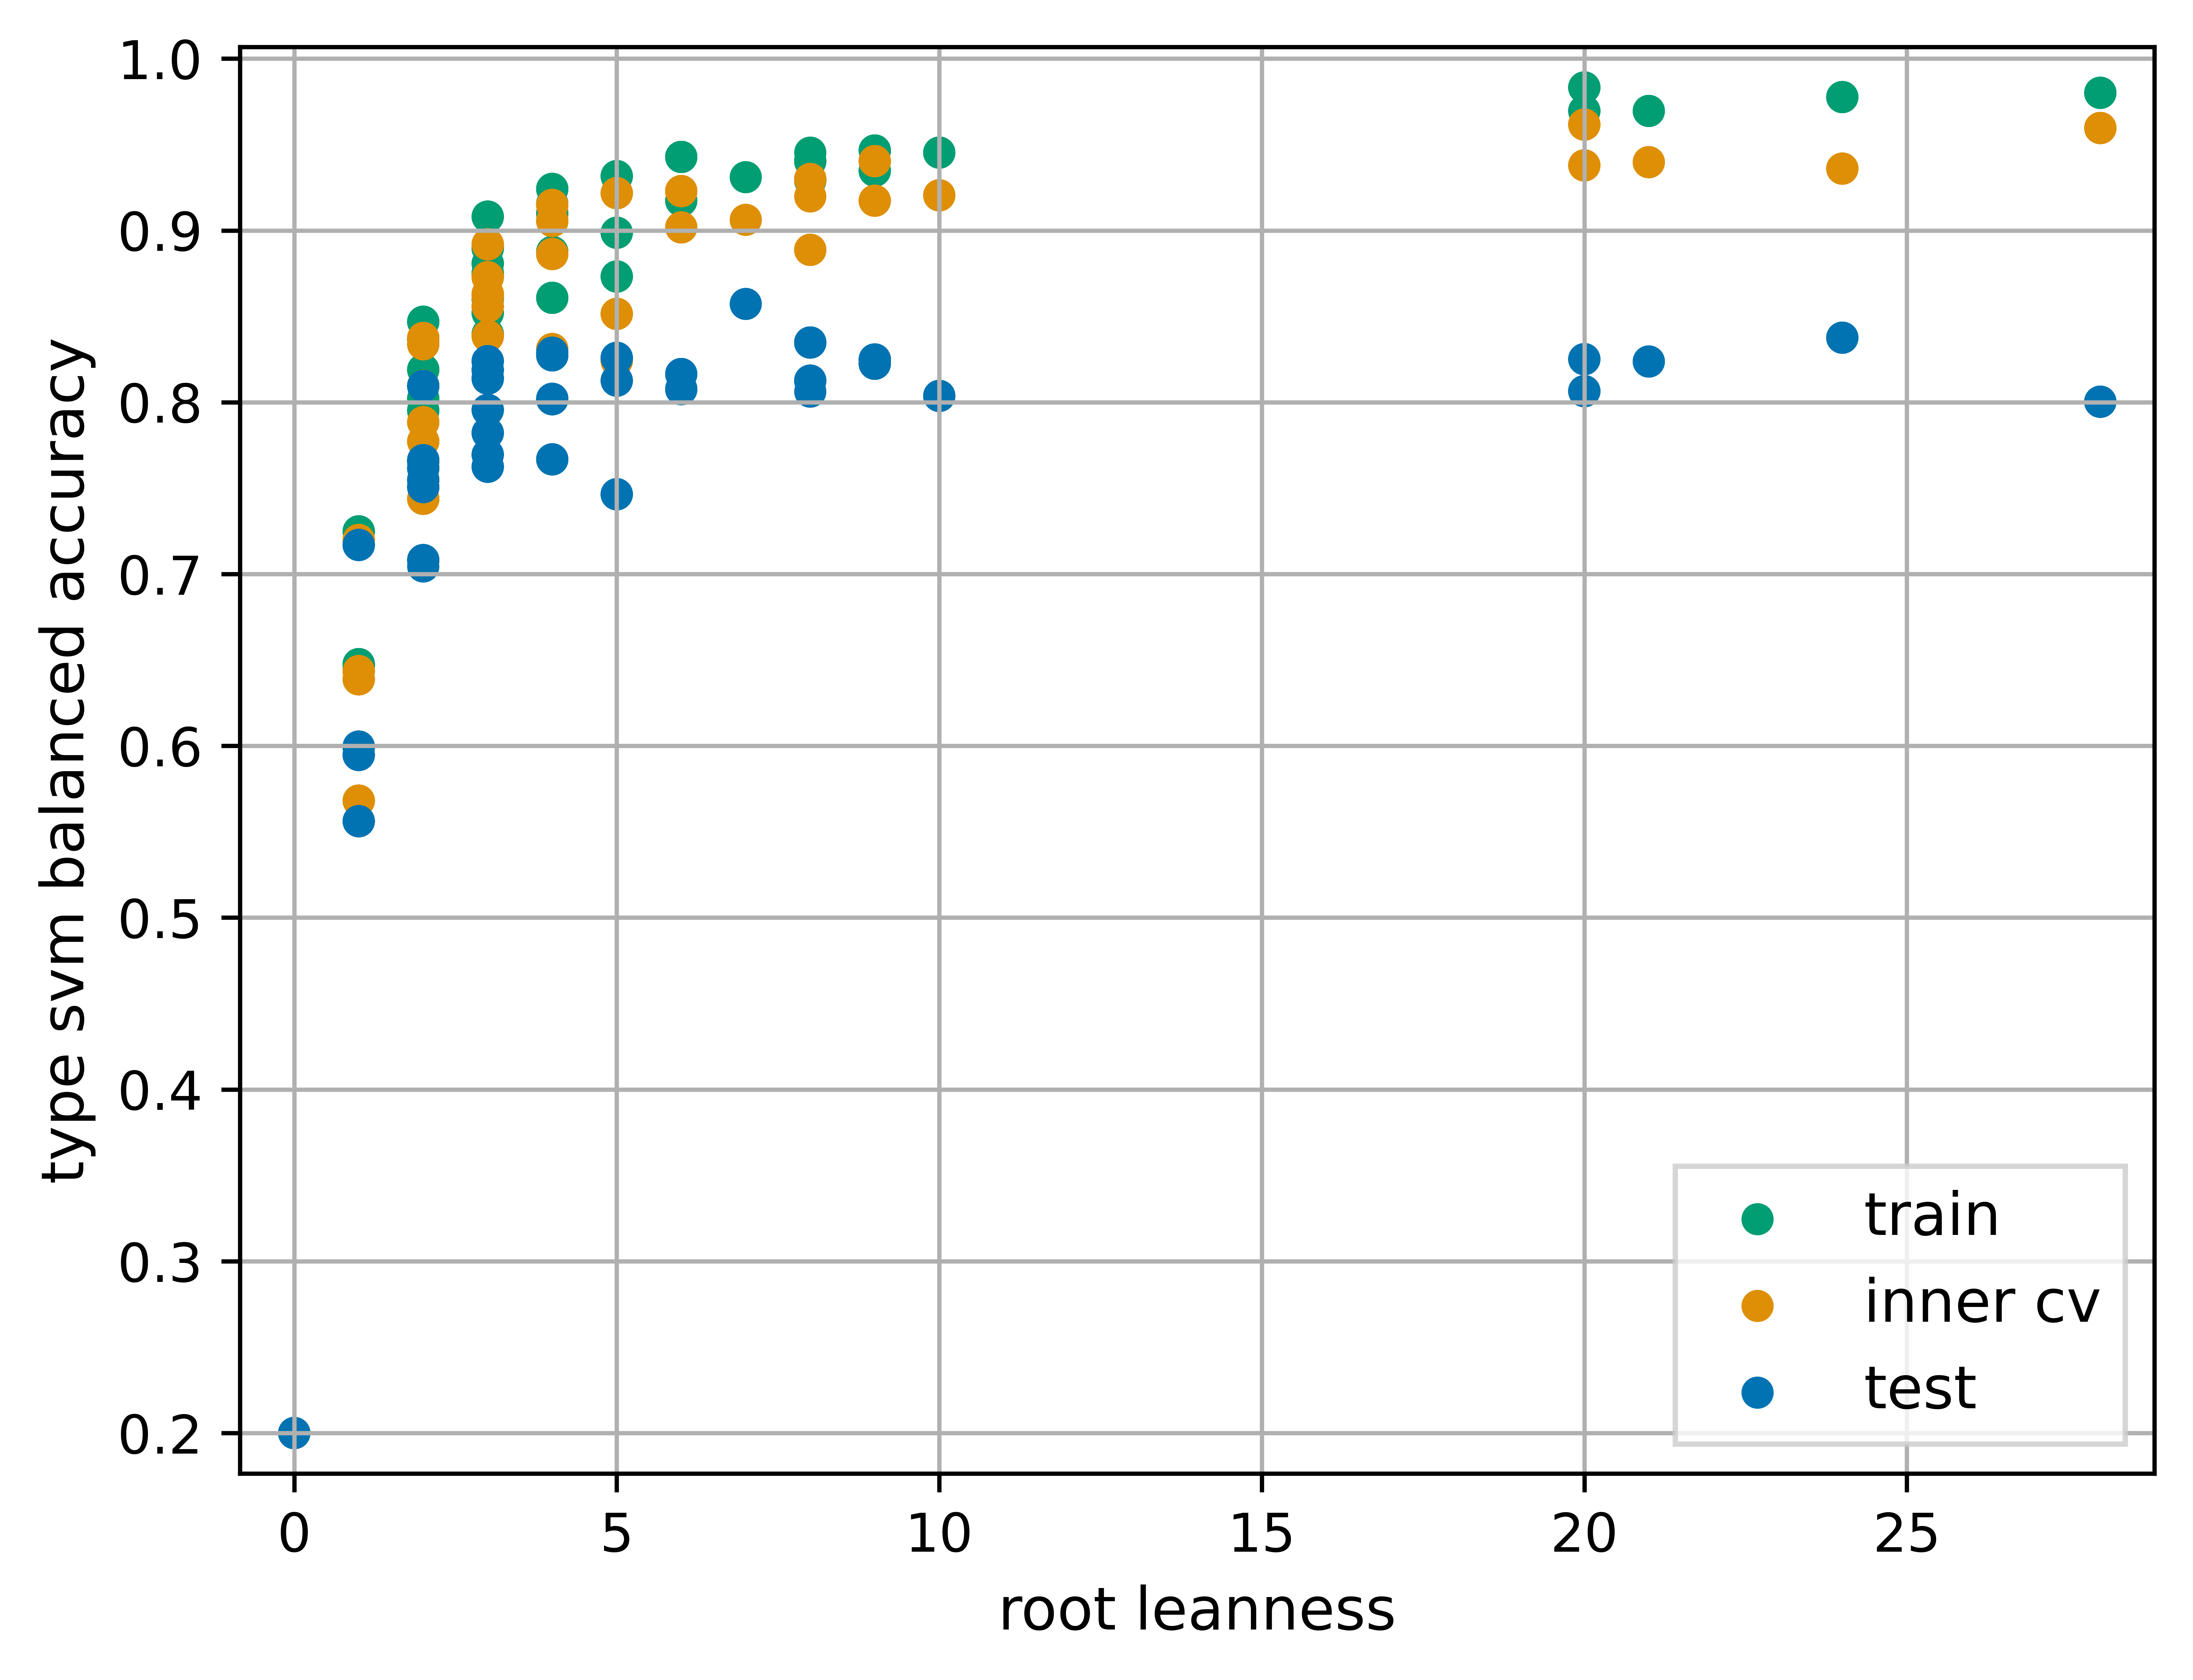 type svm balanced accuracy
1.0
0.9
0.8
0.7
0.6
0.5
0.4
0.3
0.2
0 5 10 15 20 25
root leanness
train
inner cv
test